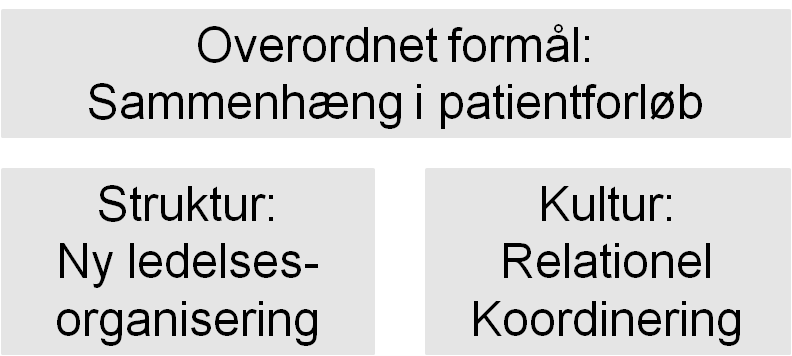 Overordnet formål:
Sammenhæng i patientforløb
Struktur:
Ny ledelses-
organisering
Kultur:
Relationel
Koordinering